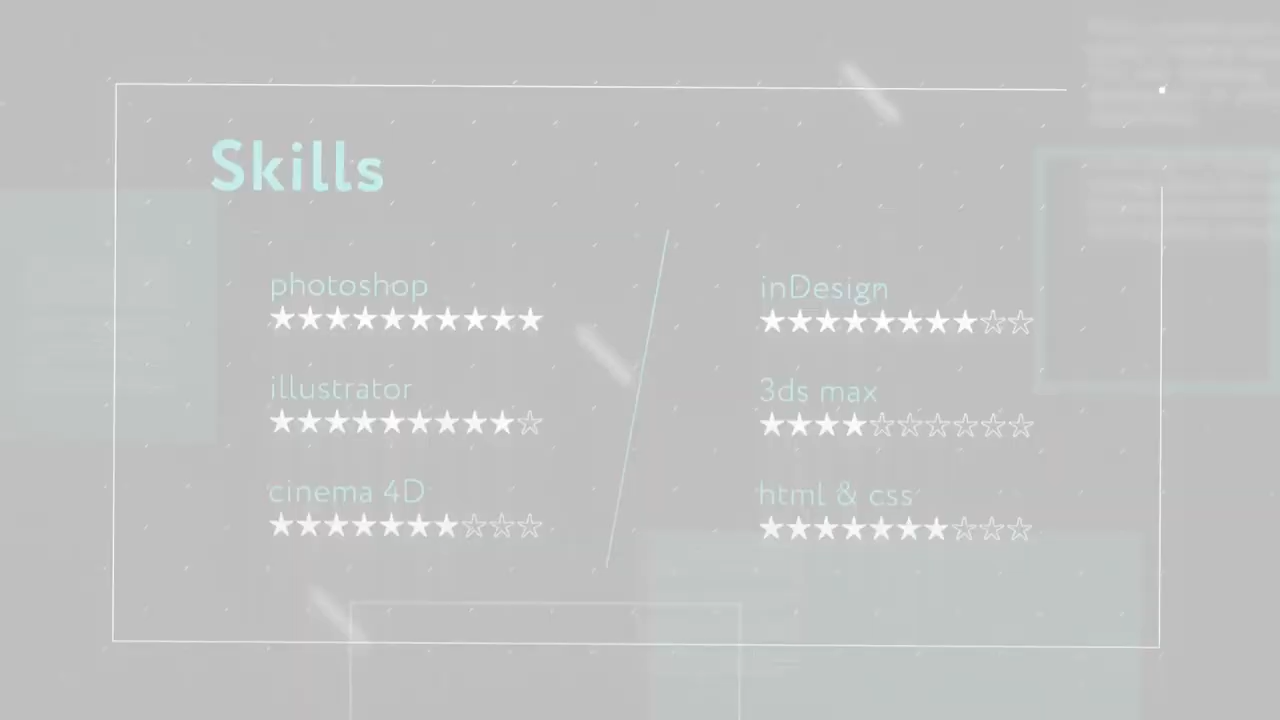 Skills
photoshop
★★★★★★★★★★
illustrator
★★★★★★★★★☆
cinema 4D
★★★★★★★☆☆☆
inDesign
★★★★★★★★☆☆
3ds max
★★★★☆☆☆☆☆☆
html & css
★★★★★★★☆☆☆